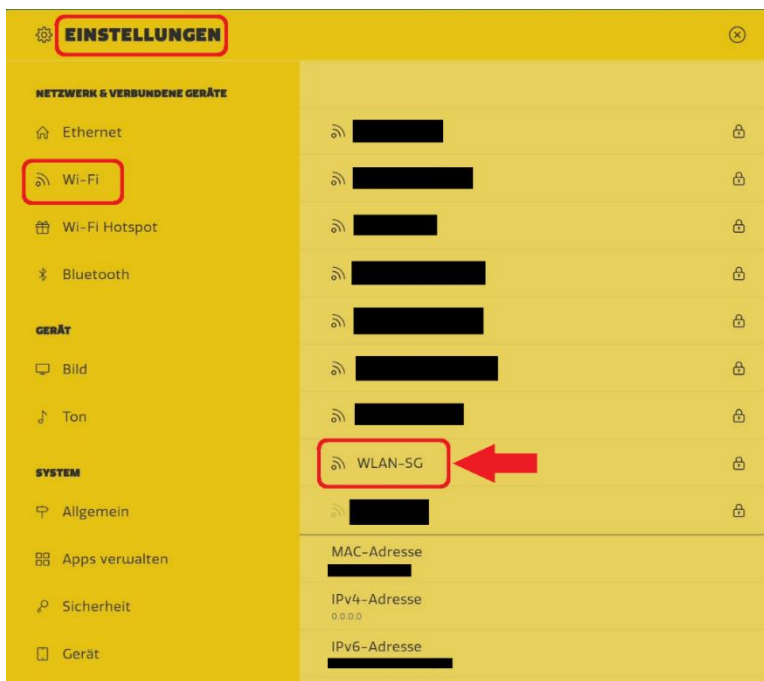 EINSTELLUNGEN
NETZWERK & VERBUNDENE GERÄTE
Ethernet
Wi-Fi
Wi-Fi Hotspot
Bluetooth
GERÄT
Bild
Ton
SYSTEM
Allgemein
Apps verwalten
Sicherheit
Gerät
WLAN-SG
MAC-Adresse
IPv4-Adresse
0.0.0.0
IPv6-Adresse